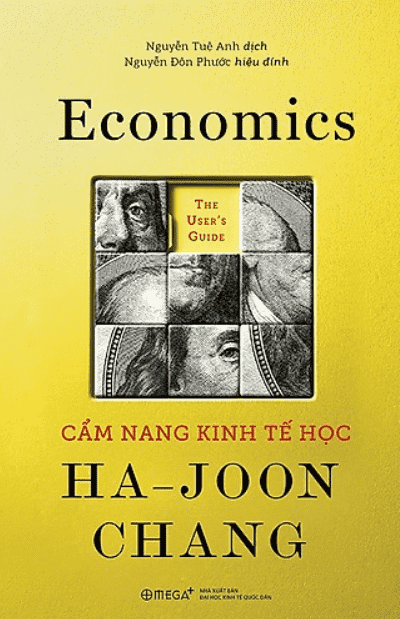 Nguyễn Tuệ Anh dịch
Nguyễn Đôn Phước hiệu đính
Economics
THE
USER'S
GUIDE
CẨM NANG KINH TẾ HỌC
HA–JOON
CHANG
OMEGA+
NHÀ XUẤT BẢN
ĐẠI HỌC KINH TẾ QUỐC DÂN